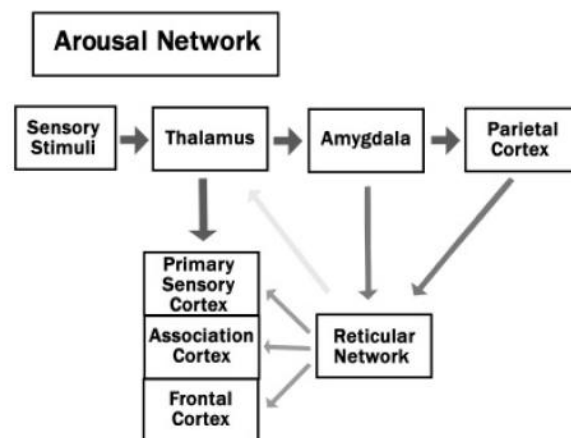 Arousal Network
Sensory
Stimuli
Thalamus
Amygdala
Parietal
Cortex
Primary
Sensory
Cortex
Association
Cortex
Frontal
Cortex
Reticular
Network